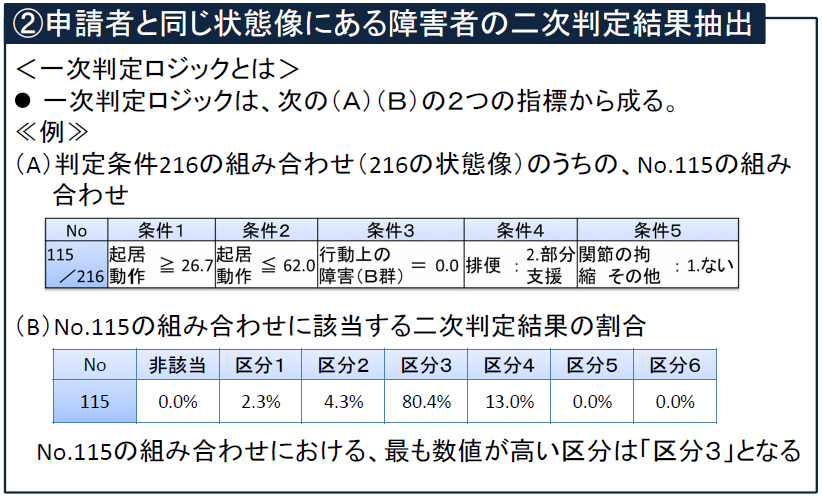 ②申請者と同じ状態像にある障害者の二次判定結果抽出
＜一次判定ロジックとは＞
● 一次判定ロジックは、次の（Ａ）（Ｂ）の２つの指標から成る。
≪例≫
（Ａ）判定条件216の組み合わせ（216の状態像）のうちの、No.115の組み
合わせ
No 条件１ 条件２ 条件３ 条件４ 条件５
115／216 起居動作 ≧ 26.7 起居動作 ≦ 62.0 行動上の障害（Ｂ群） ＝ 0.0 排便 ：2.部分支援 関節の拘縮 その他 ：1.ない
（Ｂ）No.115の組み合わせに該当する二次判定結果の割合
No 非該当 区分１ 区分２ 区分３ 区分４ 区分５ 区分６
115 0.0% 2.3% 4.3% 80.4% 13.0% 0.0% 0.0%
No.115の組み合わせにおける、最も数値が高い区分は「区分３」となる